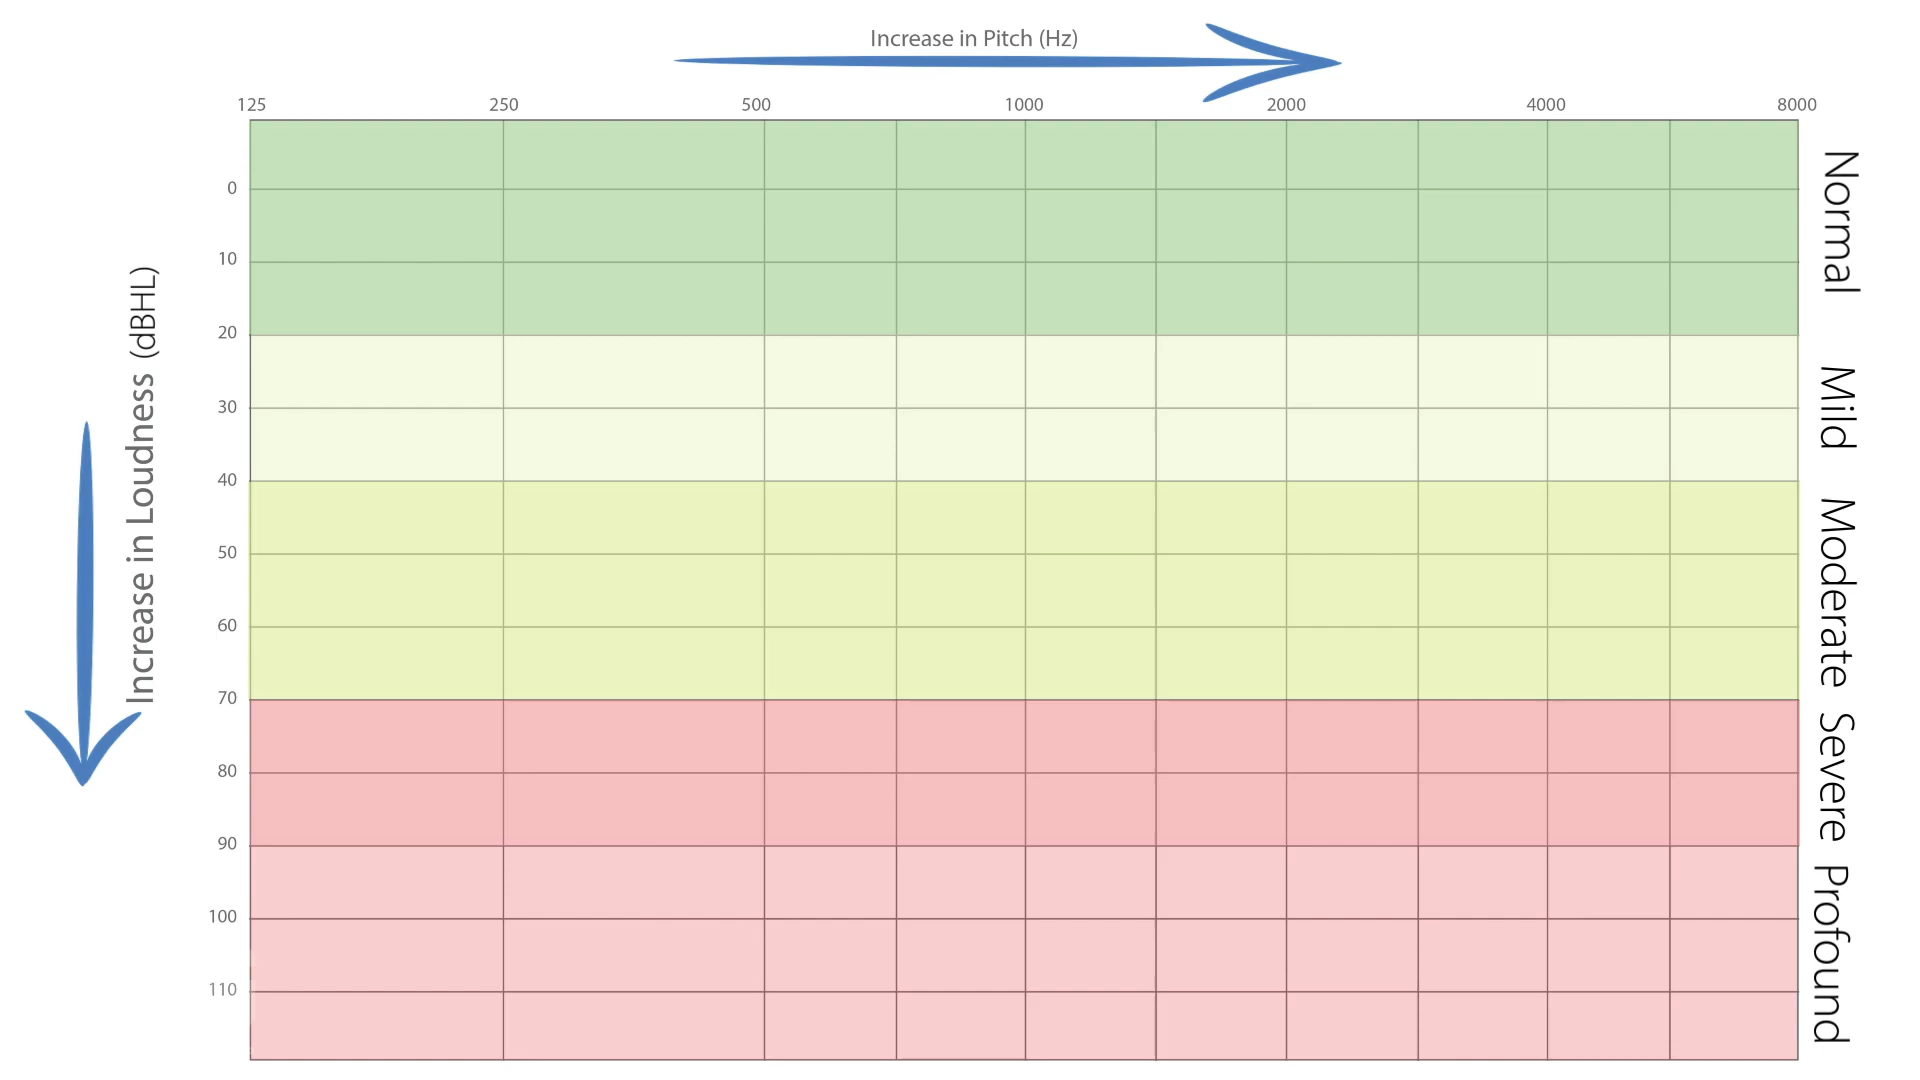 Increase in Pitch (Hz)
125 250 500 1000 2000 4000 8000
0
10
20
30
40
50
60
70
80
90
100
110
Increase in Loudness (dBHL)
Normal
Mild
Moderate
Severe
Profound